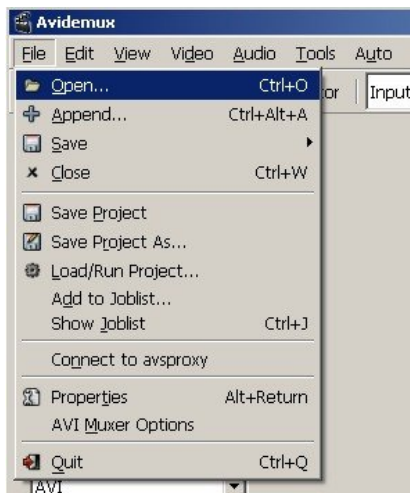 Avidemux
File Edit View Video Audio Tools Auto
Open... Ctrl+O
tor Input
Append... Ctrl+Alt+A
Save
Close Ctrl+W
Save Project
Save Project As...
Load/Run Project...
Add to Joblist...
Show Joblist Ctrl+J
Connect to avsproxy
Properties Alt+Return
AVI Muxer Options
Quit Ctrl+Q
AVI